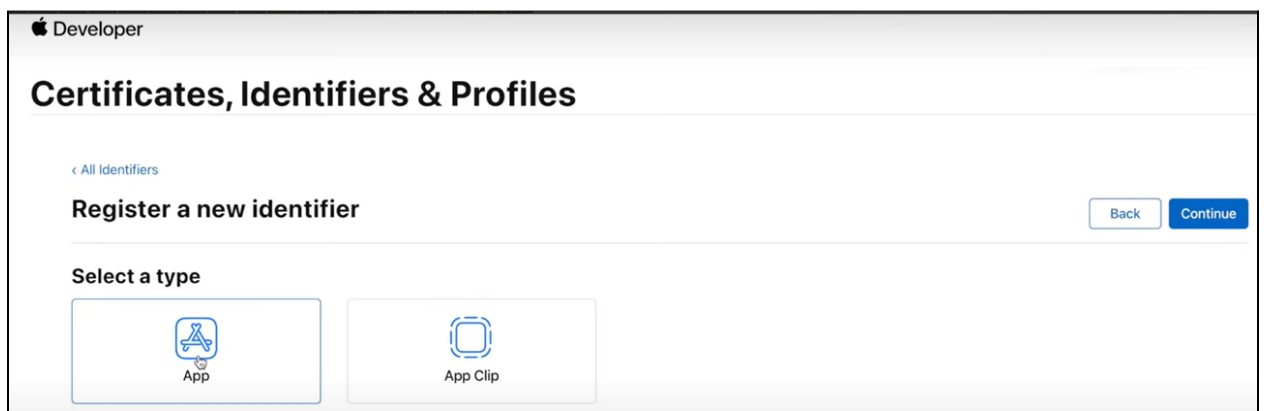 Developer
Certificates, Identifiers & Profiles
‹ All Identifiers
Register a new identifier
Back
Continue
Select a type
App
App Clip